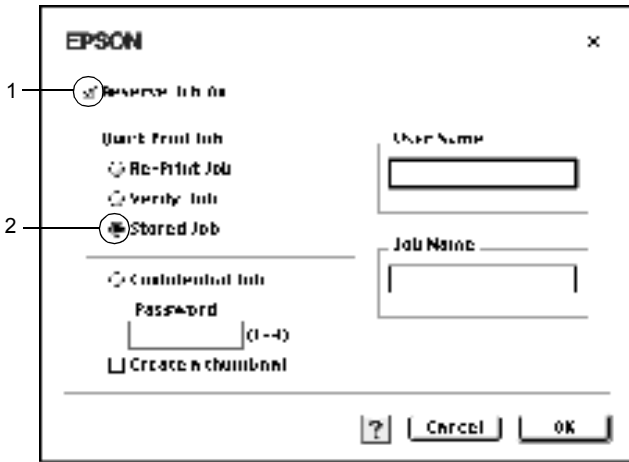 EPSON
×
1
Reserve Job On
Quick Print Job
User Name
Re-Print Job
Verify Job
2
Stored Job
Job Name
Confidential Job
Password
(1-4)
Create a thumbnail
?
Cancel
OK